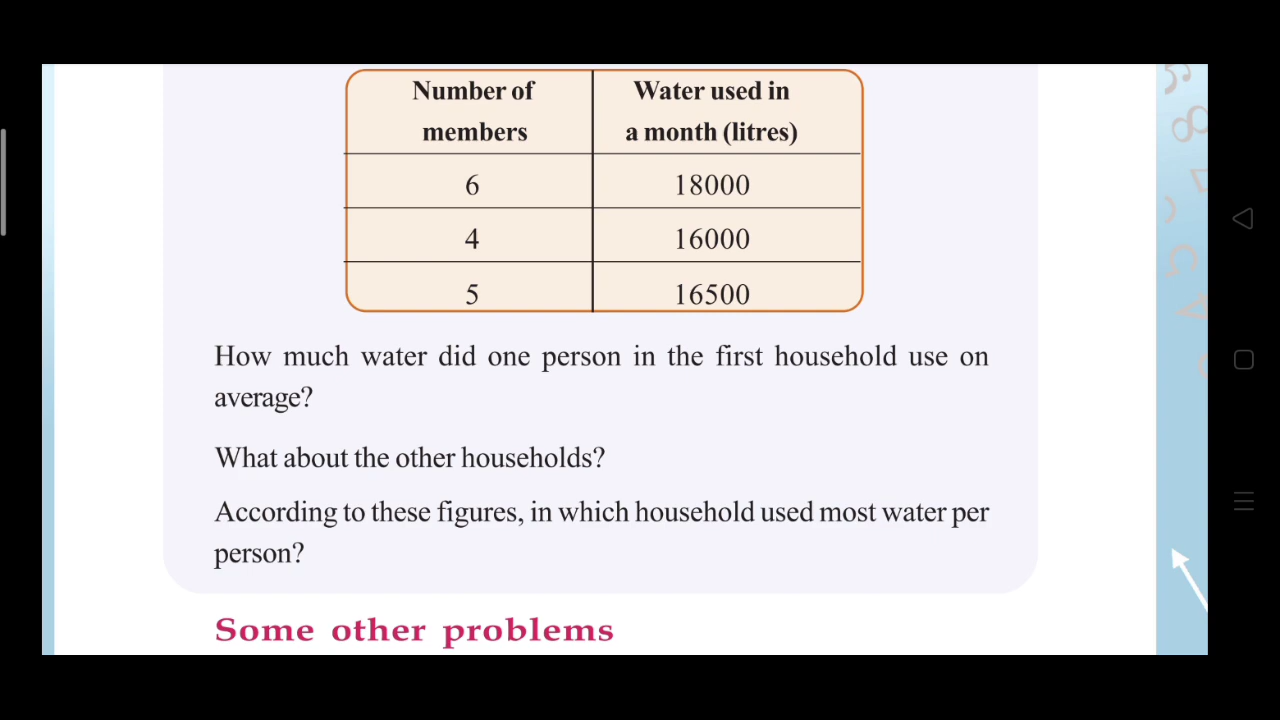 Number of members
Water used in a month (litres)
6 18000
4 16000
5 16500
How much water did one person in the first household use on
average?
What about the other households?
According to these figures, in which household used most water per
person?
Some other problems